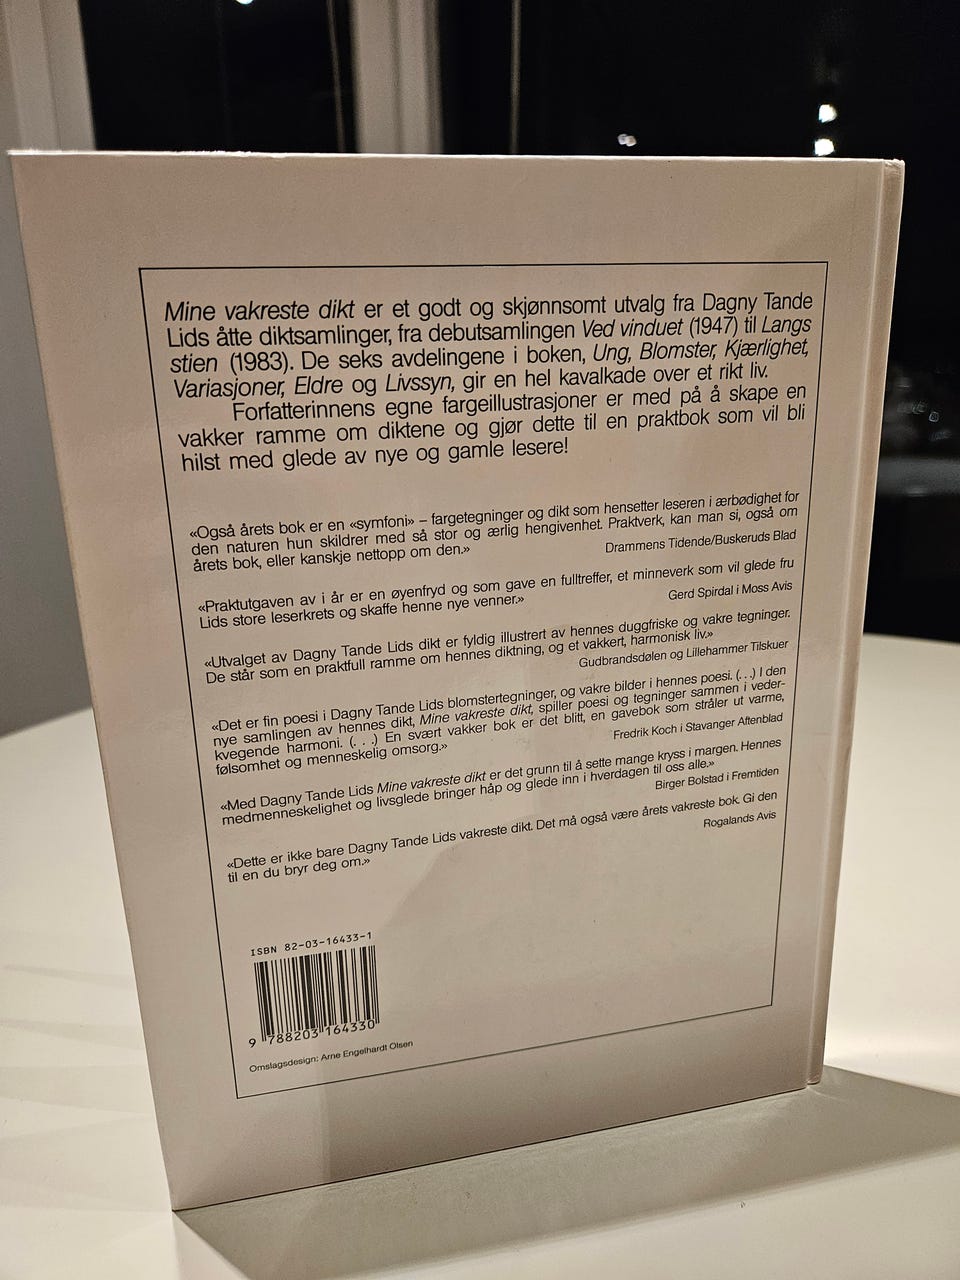 Mine vakreste dikt er et godt og skjønnsomt utvalg fra Dagny Tande
Lids åtte diktsamlinger, fra debutsamlingen Ved vinduet (1947) til Langs
stien (1983). De seks avdelingene i boken, Ung, Blomster, Kjærlighet,
Variasjoner, Eldre og Livssyn, gir en hel kavalkade over et rikt liv.
Forfatterinnens egne fargeillustrasjoner er med på å skape en
vakker ramme om diktene og gjør dette til en praktbok som vil bli
hilst med glede av nye og gamle lesere!
«Også årets bok er en «symfoni» – fargetegninger og dikt som hensetter leseren i ærbødighet for
den naturen hun skildrer med så stor og ærlig hengivenhet. Praktverk, kan man si, også om
årets bok, eller kanskje nettopp om den.»
Drammens Tidende/Buskeruds Blad
«Praktutgaven av i år er en øyenfryd og som gave en fulltreffer, et minneverk som vil glede fru
Lids store leserkrets og skaffe henne nye venner.»
Gerd Spirdal i Moss Avis
«Utvalget av Dagny Tande Lids dikt er fyldig illustrert av hennes duggfriske og vakre tegninger.
De står som en praktfull ramme om hennes diktning, og et vakkert, harmonisk liv.»
Gudbrandsdølen og Lillehammer Tilskuer
«Det er fin poesi i Dagny Tande Lids blomstertegninger, og vakre bilder i hennes poesi. (. . .) I den
nye samlingen av hennes dikt, Mine vakreste dikt, spiller poesi og tegninger sammen i veder-
kvegende harmoni. (. . .) En svært vakker bok er det blitt, en gavebok som stråler ut varme,
følsomhet og menneskelig omsorg.»
Fredrik Koch i Stavanger Aftenblad
«Med Dagny Tande Lids Mine vakreste dikt er det grunn til å sette mange kryss i margen. Hennes
medmenneskelighet og livsglede bringer håp og glede inn i hverdagen til oss alle.»
Birger Bolstad i Fremtiden
«Dette er ikke bare Dagny Tande Lids vakreste dikt. Det må også være årets vakreste bok. Gi den
til en du bryr deg om.»
Rogalands Avis
ISBN 82-03-16433-1
9 788203 164330
Omslagsdesign: Arne Engelhardt Olsen